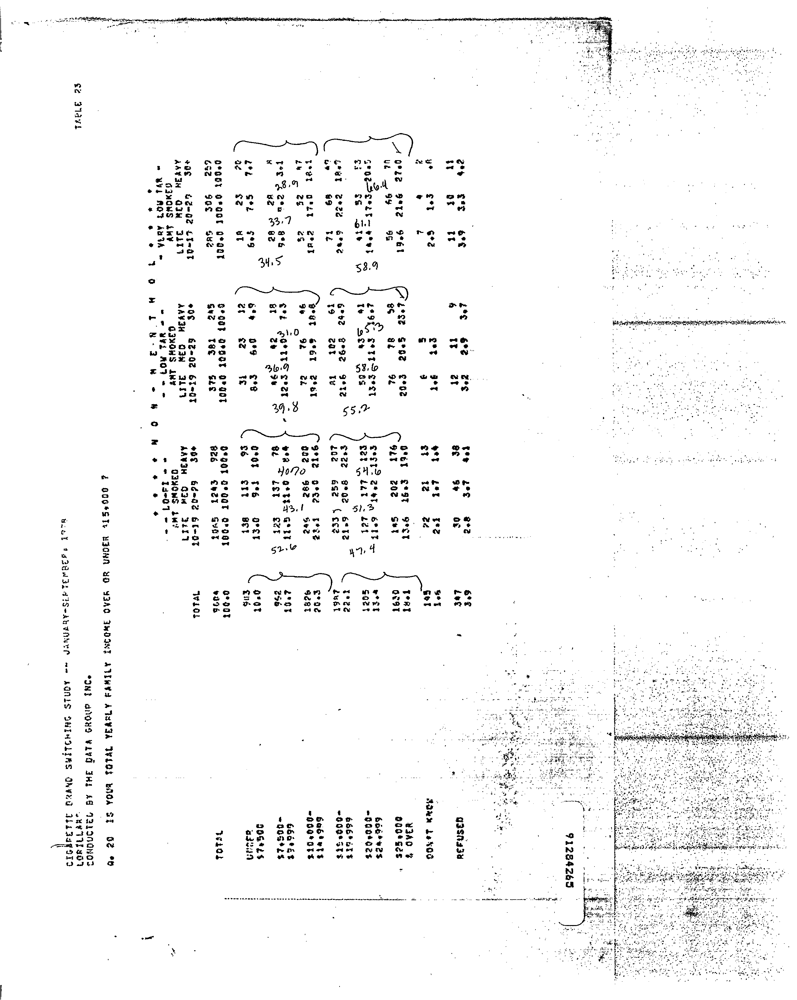 TABLE 23
CIGARETTE BRAND SWITCHING STUDY -- JANUARY-SEPTEMBER, 1978
LORILLARD
CONDUCTED BY THE DATA GROUP INC.
Q. 20 IS YOUR TOTAL YEARLY FAMILY INCOME OVER OR UNDER $15,000 ?
* * * * N O N - M E N T H O L * * * *
- - LO-FI - - - - LOW TAR - - - VERY LOW TAR -
AMT SMOKED AMT SMOKED AMT SMOKED
LITE MED HEAVY LITE MED HEAVY LITE MED HEAVY
TOTAL 10-19 20-29 30+ 10-19 20-29 30+ 10-19 20-29 30+
TOTAL 9004 1065 1243 928 375 381 245 285 306 259
100.0 100.0 100.0 100.0 100.0 100.0 100.0 100.0 100.0 100.0
UNDER 903 138 113 93 31 23 12 18 23 20
$7,500 10.0 13.0 9.1 10.0 8.3 6.0 4.9 6.3 7.5 7.7
$7,500- 962 123 137 78 46 42 18 28 28 8
$9,999 10.7 11.5 11.0 8.4 12.3 11.0 7.3 9.8 9.2 3.1
52.6 43.1 40.0 39.8 36.9 31.0 34.5 33.7 28.9
$10,000- 1826 246 286 200 72 76 46 52 52 47
$14,999 20.3 23.1 23.0 21.6 19.2 19.9 18.8 18.2 17.0 18.1
$15,000- 1987 233 259 207 81 102 61 71 68 49
$19,999 22.1 21.9 20.8 22.3 21.6 26.8 24.9 24.9 22.2 18.9
$20,000- 1205 127 177 123 50 43 41 41 53 53
$24,999 13.4 11.9 14.2 13.3 13.3 11.3 16.7 14.4 17.3 20.5
47.4 51.3 54.6 55.2 58.6 65.3 58.9 61.1 66.4
$25,000 1630 145 202 176 76 78 58 56 66 70
& OVER 18.1 13.6 16.3 19.0 20.3 20.5 23.7 19.6 21.6 27.0
DON'T KNOW 145 22 21 13 6 5 7 4 2
1.6 2.1 1.7 1.4 1.6 1.3 2.5 1.3 .8
REFUSED 347 30 46 38 12 11 9 11 10 11
3.9 2.8 3.7 4.1 3.2 2.9 3.7 3.9 3.3 4.2
91284265